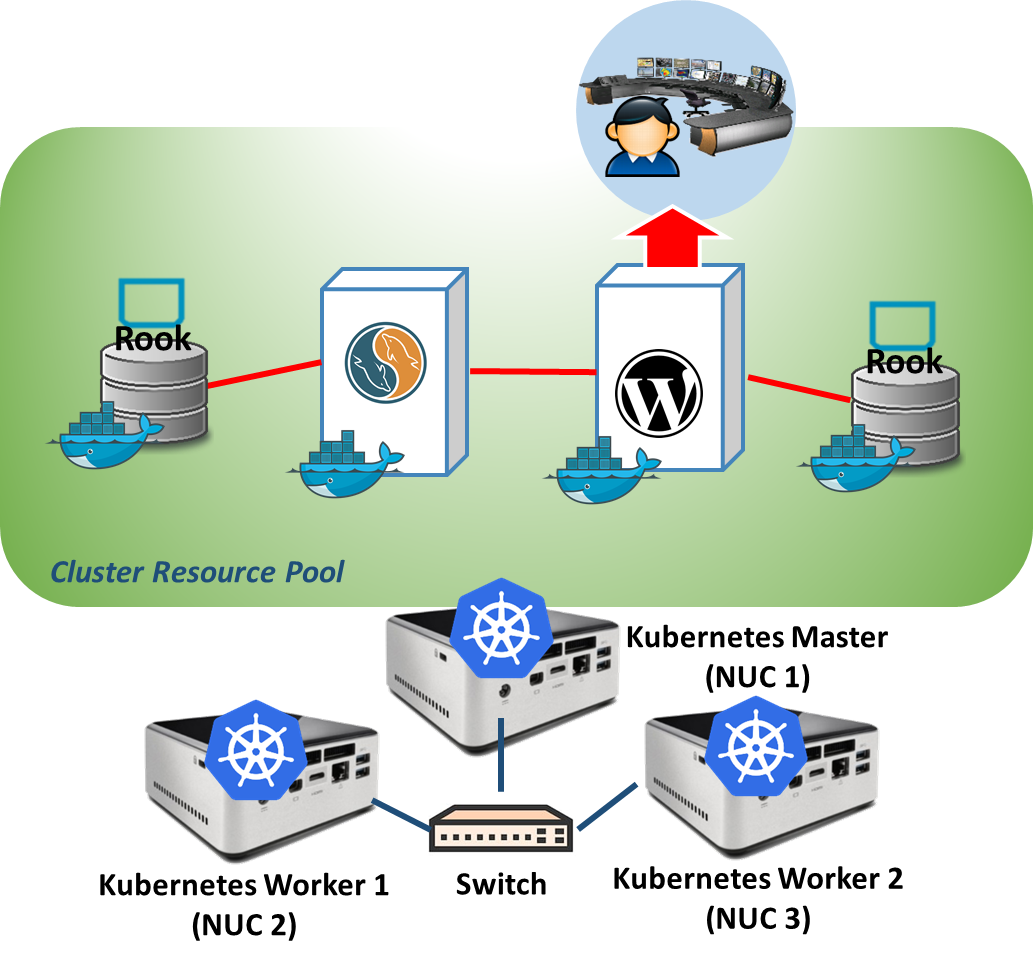 Rook
Rook
Cluster Resource Pool
Kubernetes Master
(NUC 1)
Kubernetes Worker 1
(NUC 2)
Switch
Kubernetes Worker 2
(NUC 3)